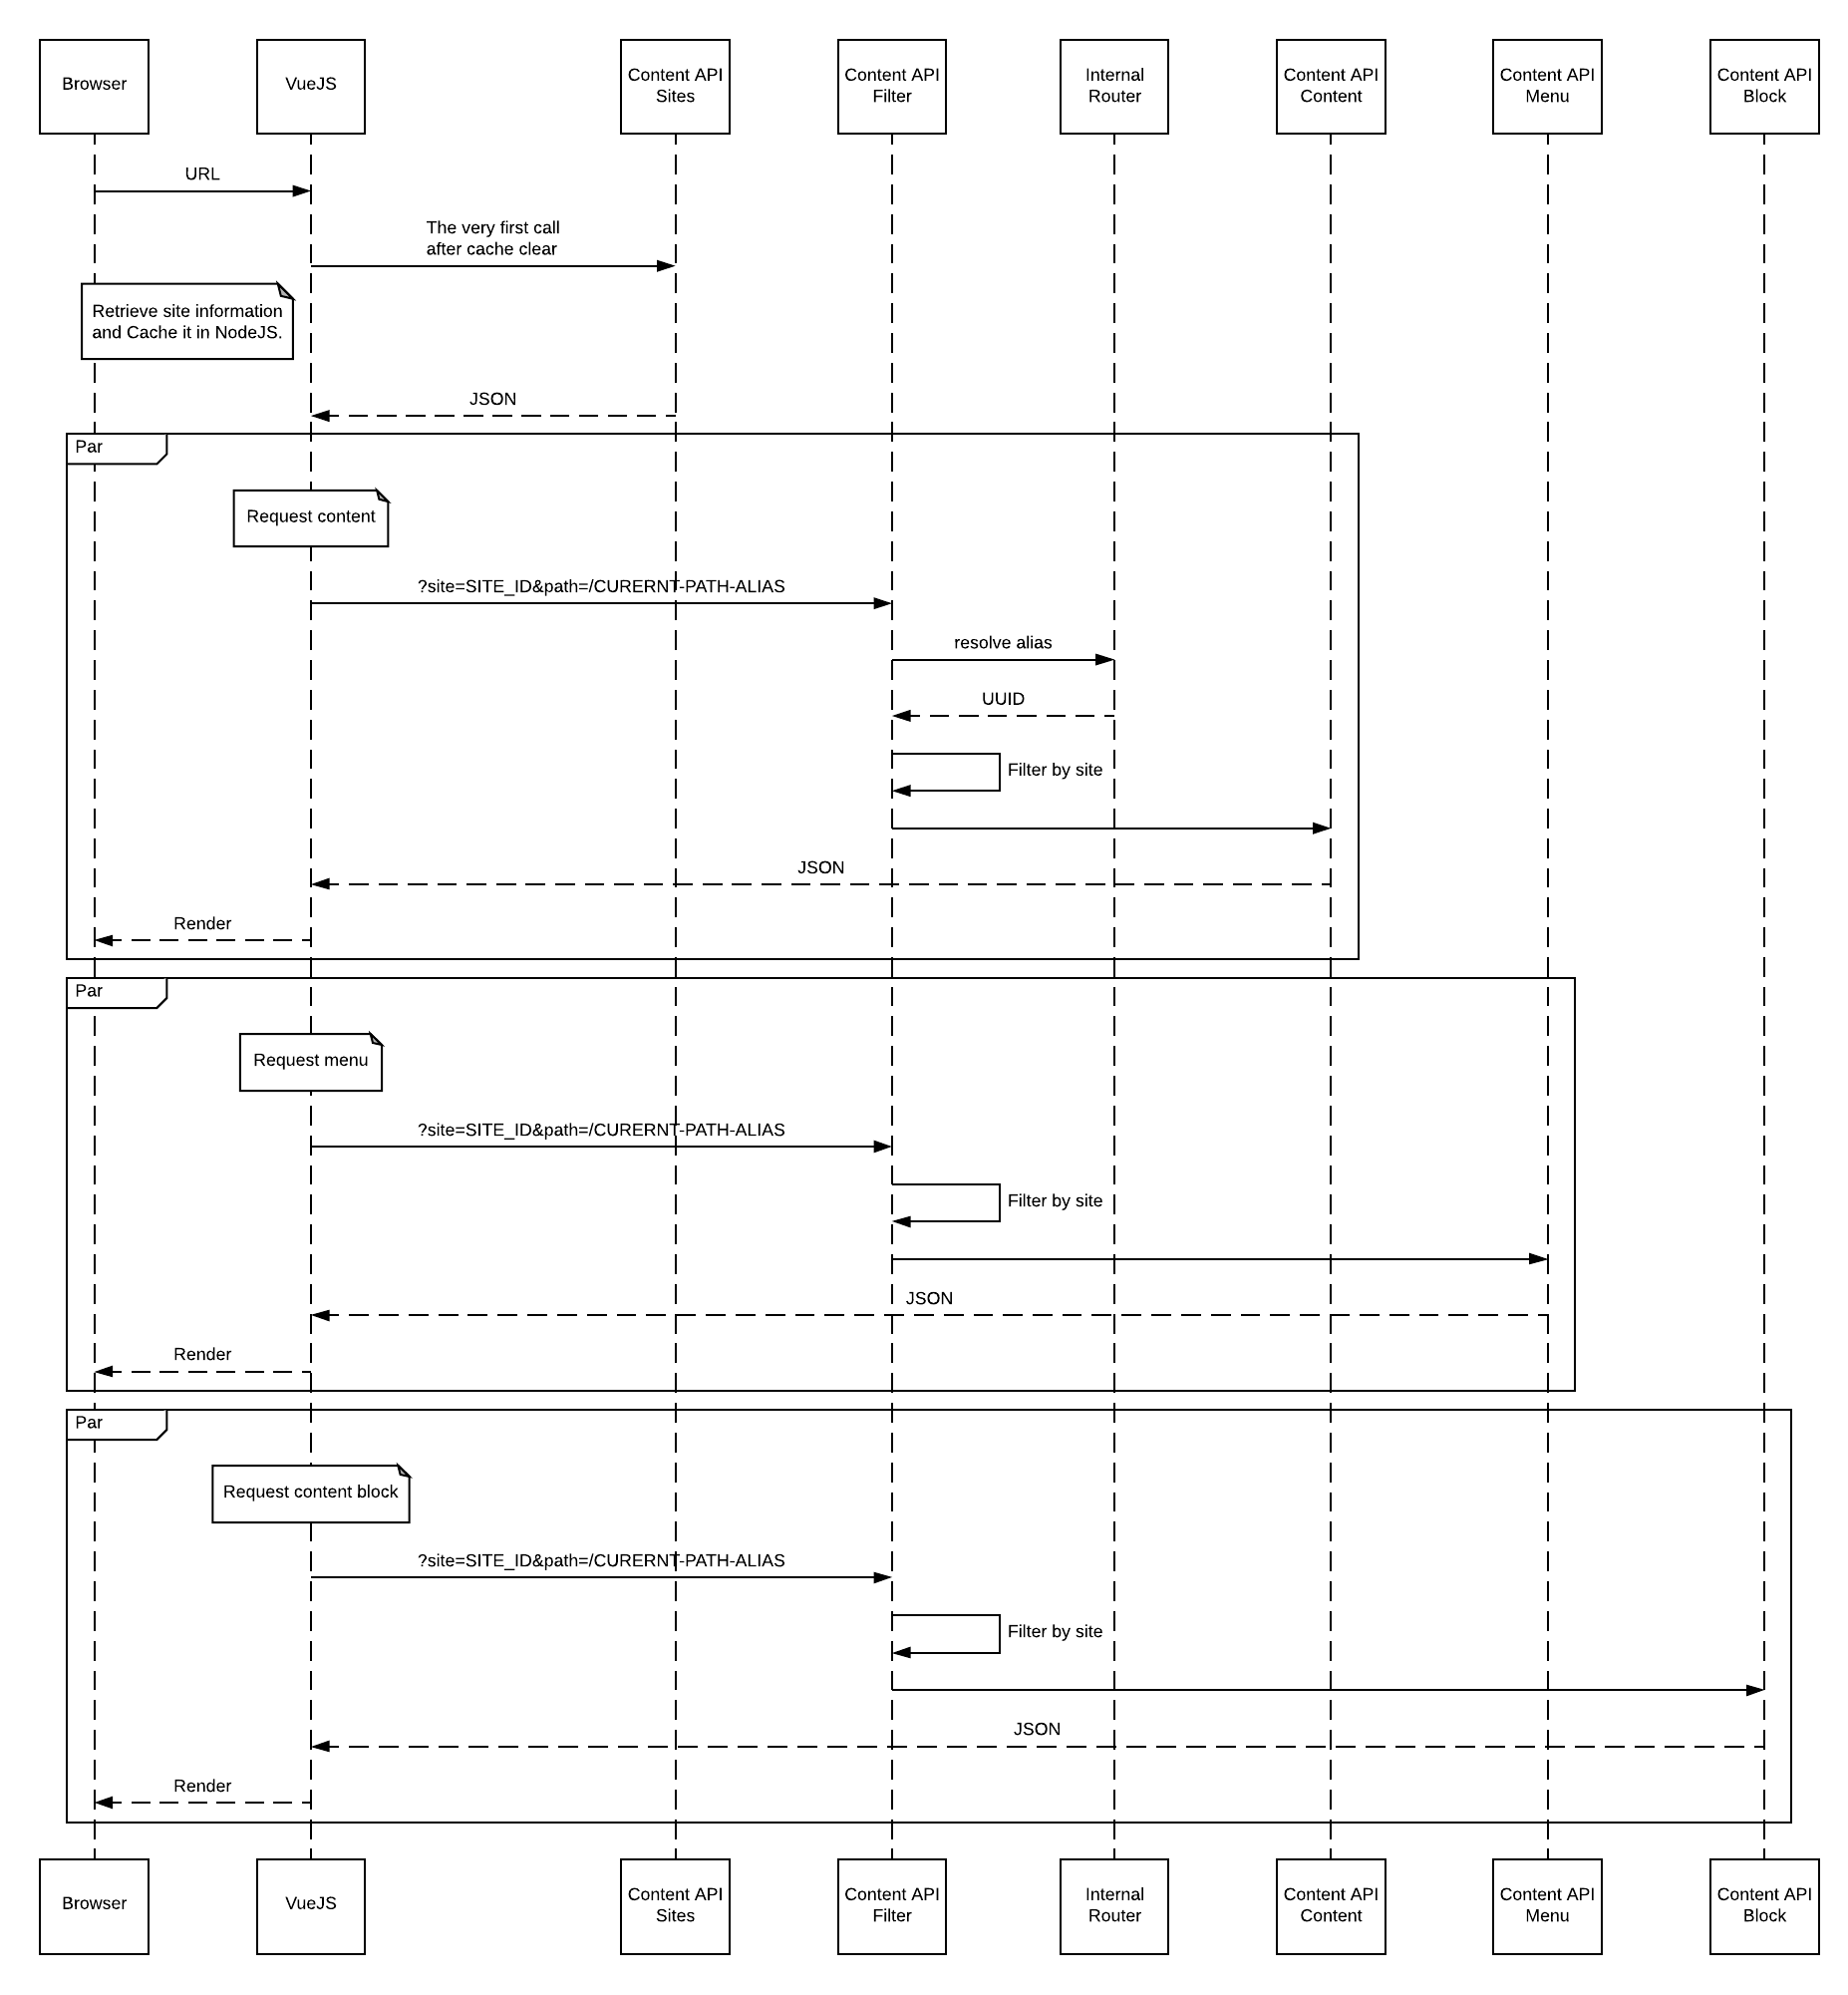 Browser
VueJS
Content API
Sites
Content API
Filter
Internal
Router
Content API
Content
Content API
Menu
Content API
Block
URL
The very first call
after cache clear
Retrieve site information
and Cache it in NodeJS.
JSON
Par
Request content
?site=SITE_ID&path=/CURERNT-PATH-ALIAS
resolve alias
UUID
Filter by site
JSON
Render
Par
Request menu
?site=SITE_ID&path=/CURERNT-PATH-ALIAS
Filter by site
JSON
Render
Par
Request content block
?site=SITE_ID&path=/CURERNT-PATH-ALIAS
Filter by site
JSON
Render
Browser
VueJS
Content API
Sites
Content API
Filter
Internal
Router
Content API
Content
Content API
Menu
Content API
Block